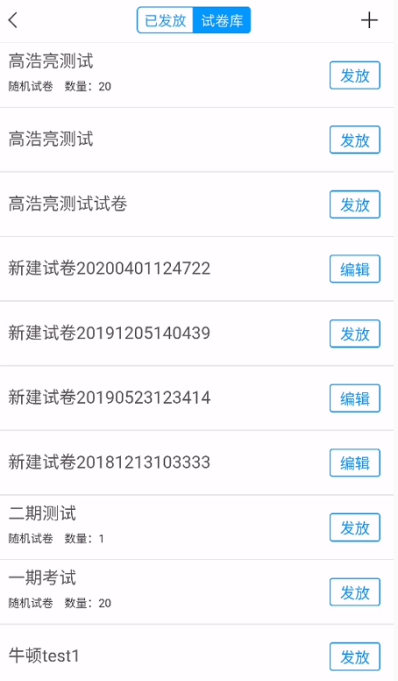 已发放 试卷库
高浩亮测试
随机试卷 数量：20
发放
高浩亮测试
发放
高浩亮测试试卷
发放
新建试卷20200401124722
编辑
新建试卷20191205140439
发放
新建试卷20190523123414
编辑
新建试卷20181213103333
编辑
二期测试
随机试卷 数量：1
发放
一期考试
随机试卷 数量：20
发放
牛顿test1
发放